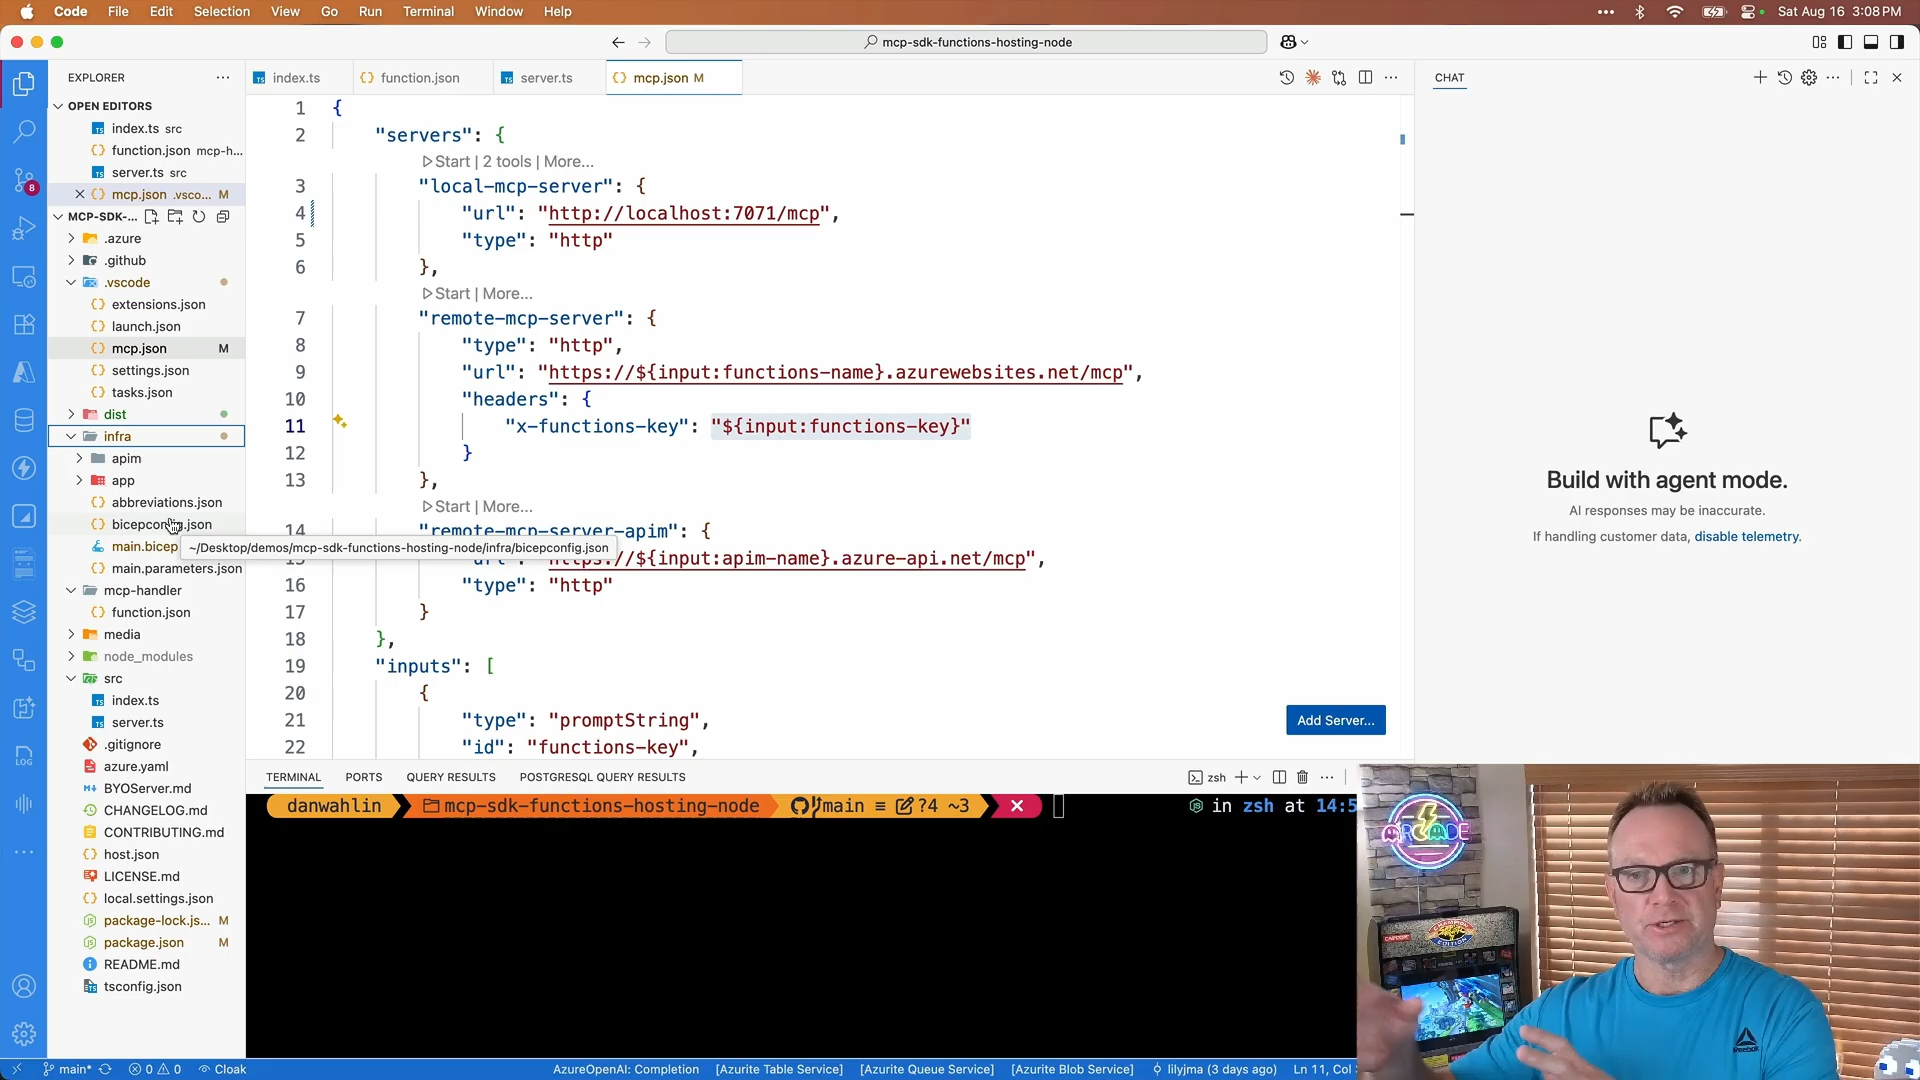 Code File Edit Selection View Go Run Terminal Window Help
Sat Aug 16 3:08 PM
mcp-sdk-functions-hosting-node
EXPLORER
OPEN EDITORS
index.ts src
function.json mcp-h...
server.ts src
mcp.json .vsco... M
MCP-SDK-...
.azure
.github
.vscode
extensions.json
launch.json
mcp.json M
settings.json
tasks.json
dist
infra
apim
app
abbreviations.json
bicepconfig.json
main.bicep
main.parameters.json
mcp-handler
function.json
media
node_modules
src
index.ts
server.ts
.gitignore
azure.yaml
BYOServer.md
CHANGELOG.md
CONTRIBUTING.md
host.json
LICENSE.md
local.settings.json
package-lock.js... M
package.json M
README.md
tsconfig.json
8
LOG
index.ts
function.json
server.ts
mcp.json M
1 {
2 "servers": {
Start | 2 tools | More...
3 "local-mcp-server": {
4 "url": "http://localhost:7071/mcp",
5 "type": "http"
6 },
Start | More...
7 "remote-mcp-server": {
8 "type": "http",
9 "url": "https://${input:functions-name}.azurewebsites.net/mcp",
10 "headers": {
11 "x-functions-key": "${input:functions-key}"
12 }
13 },
Start | More...
14 "remote-mcp-server-apim": {
~/Desktop/demos/mcp-sdk-functions-hosting-node/infra/bicepconfig.json
://${input:apim-name}.azure-api.net/mcp",
16 "type": "http"
17 }
18 },
19 "inputs": [
20 {
21 "type": "promptString",
22 "id": "functions-key",
Add Server...
CHAT
Build with agent mode.
AI responses may be inaccurate.
If handling customer data, disable telemetry.
TERMINAL PORTS QUERY RESULTS POSTGRESQL QUERY RESULTS
zsh
danwahlin mcp-sdk-functions-hosting-node main ≡ ?4 ~3
in zsh at 14:5
ARCADE
CHAMPION
EDITION
CAPCOM
Reebok
main* 0 0 Cloak
AzureOpenAI: Completion [Azurite Table Service] [Azurite Queue Service] [Azurite Blob Service] lilyjma (3 days ago) Ln 11, Col